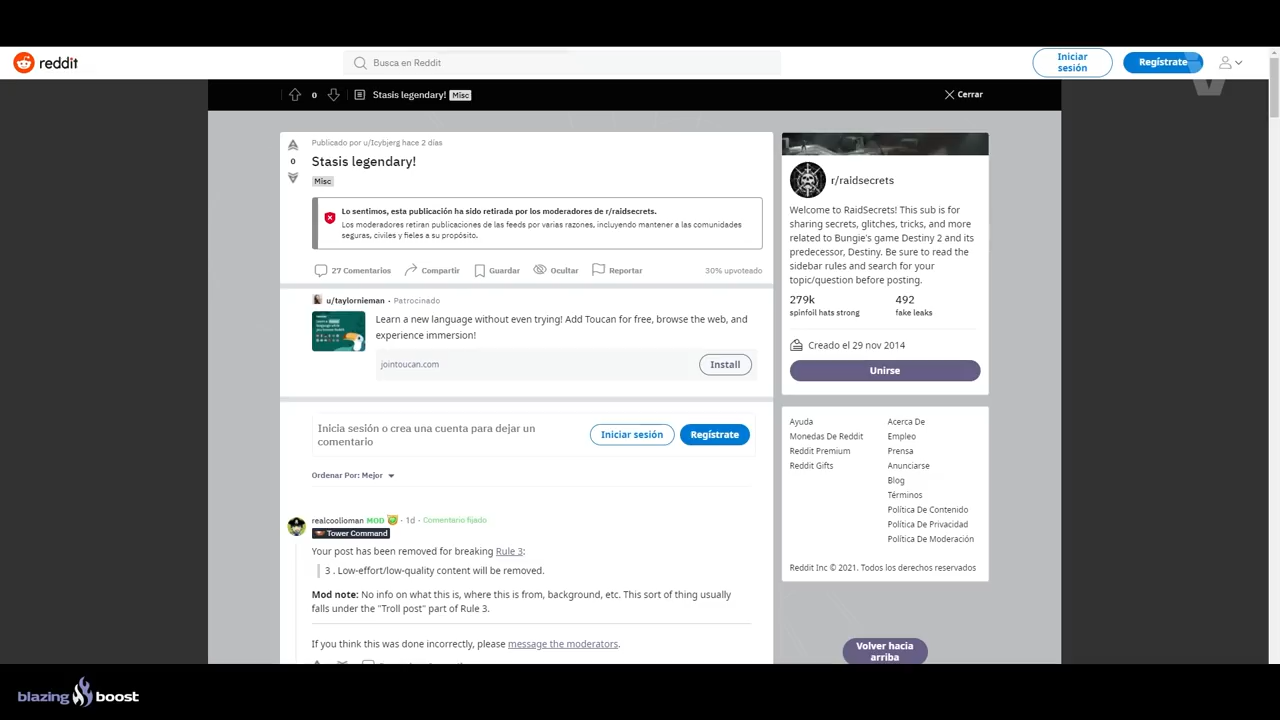 reddit
Busca en Reddit
Iniciar sesión
Regístrate
0
Stasis legendary!
Misc
Cerrar
Publicado por u/Icybjerg hace 2 días
0
Stasis legendary!
Misc
Lo sentimos, esta publicación ha sido retirada por los moderadores de r/raidsecrets.
Los moderadores retiran publicaciones de las feeds por varias razones, incluyendo mantener a las comunidades
seguras, civiles y fieles a su propósito.
27 Comentarios
Compartir
Guardar
Ocultar
Reportar
30% upvoteado
u/taylornieman • Patrocinado
Learn a new language without even trying! Add Toucan for free, browse the web, and
experience immersion!
jointoucan.com
Install
Inicia sesión o crea una cuenta para dejar un
comentario
Iniciar sesión
Regístrate
Ordenar Por: Mejor
realcoolioman MOD · 1d · Comentario fijado
Tower Command
Your post has been removed for breaking Rule 3:
3 . Low-effort/low-quality content will be removed.
Mod note: No info on what this is, where this is from, background, etc. This sort of thing usually
falls under the "Troll post" part of Rule 3.
If you think this was done incorrectly, please message the moderators.
r/raidsecrets
Welcome to RaidSecrets! This sub is for
sharing secrets, glitches, tricks, and more
related to Bungie's game Destiny 2 and its
predecessor, Destiny. Be sure to read the
sidebar rules and search for your
topic/question before posting.
279k
spinfoil hats strong
492
fake leaks
Creado el 29 nov 2014
Unirse
Ayuda
Monedas De Reddit
Reddit Premium
Reddit Gifts
Acerca De
Empleo
Prensa
Anunciarse
Blog
Términos
Política De Contenido
Política De Privacidad
Política De Moderación
Reddit Inc © 2021. Todos los derechos reservados
Volver hacia
arriba
blazing boost